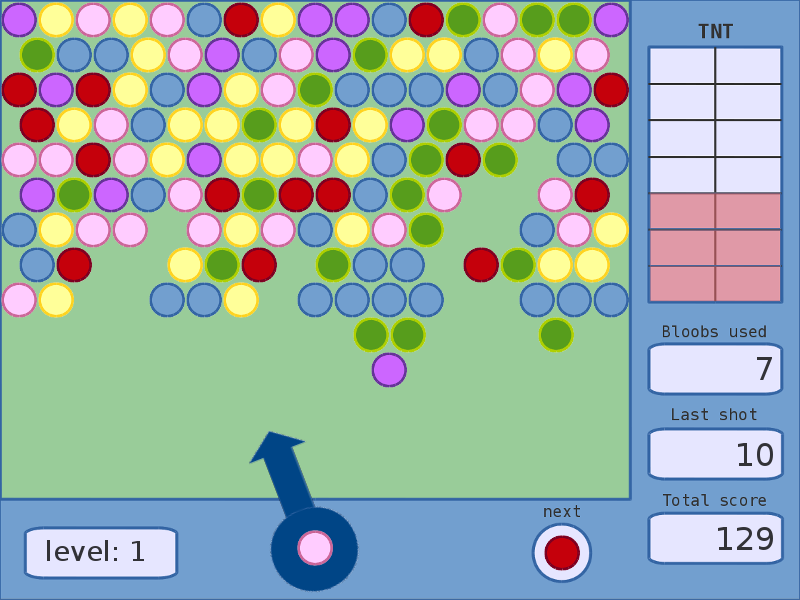 TNT
Bloobs used
7
Last shot
10
Total score
129
next
level: 1